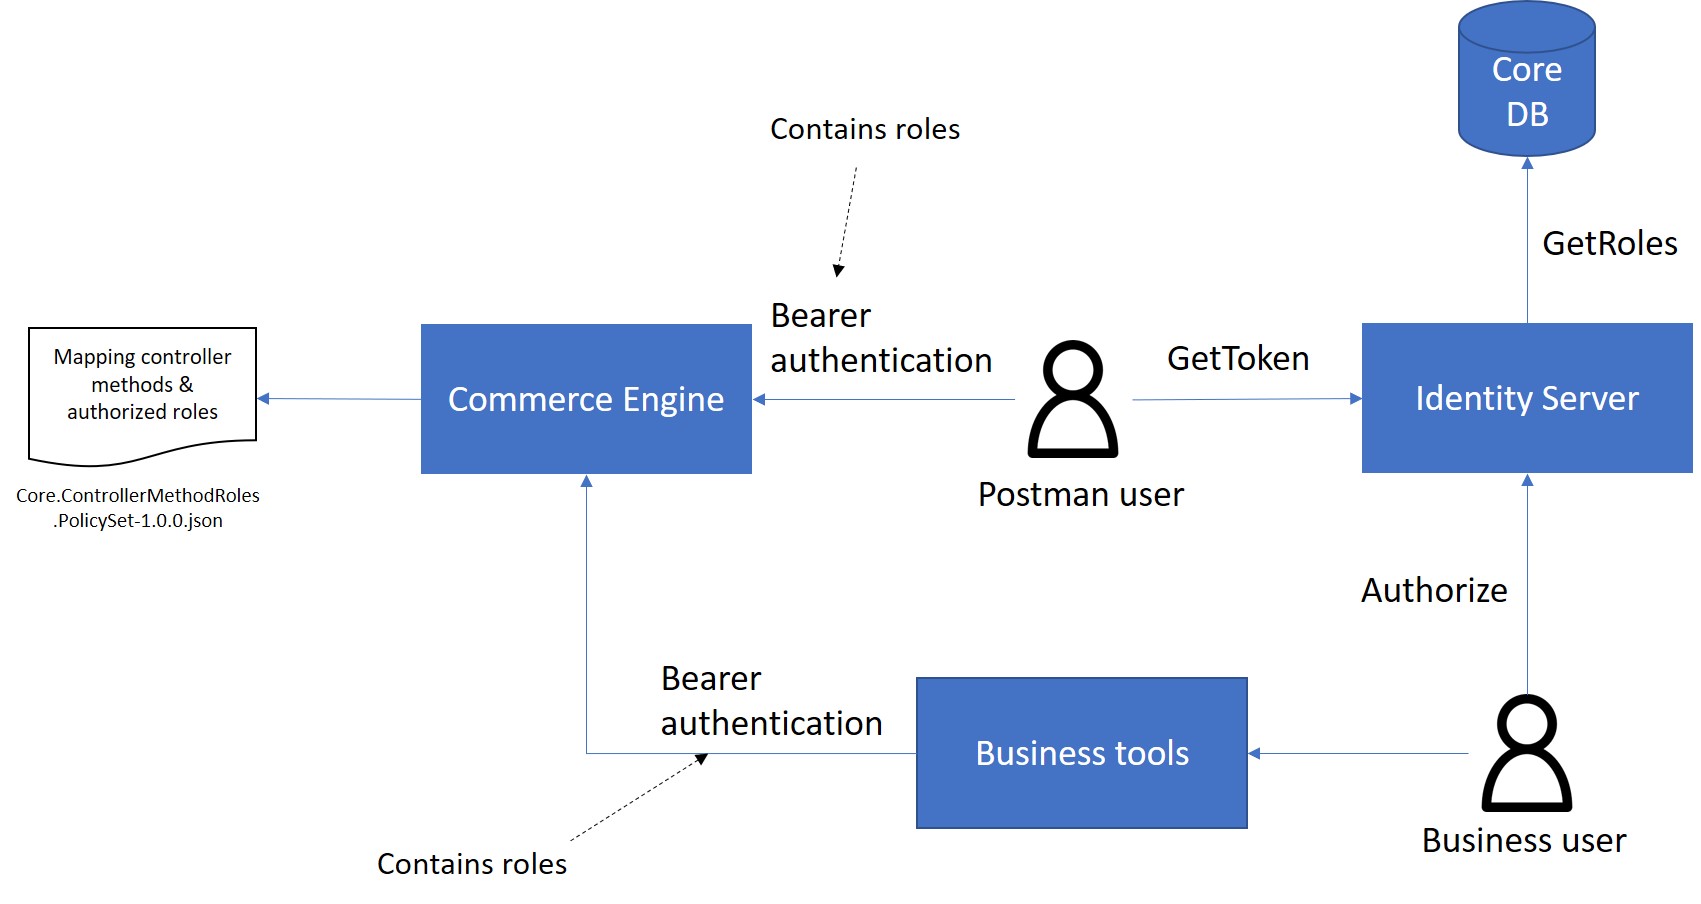 Core
DB
Contains roles
GetRoles
Bearer
authentication
GetToken
Mapping controller
methods &
authorized roles
Commerce Engine
Identity Server
Core.ControllerMethodRoles
.PolicySet-1.0.0.json
Postman user
Authorize
Bearer
authentication
Business tools
Business user
Contains roles